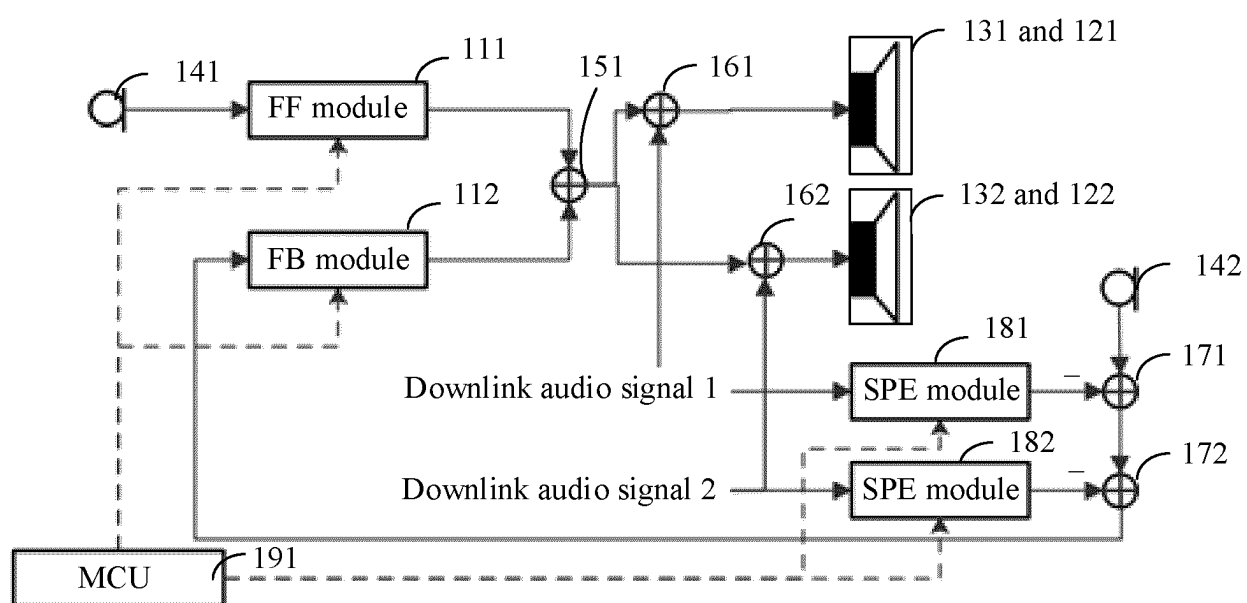 131 and 121
141
111
151
161
FF module
112
162
132 and 122
FB module
142
181
171
Downlink audio signal 1
SPE module
–
182
172
Downlink audio signal 2
SPE module
–
191
MCU